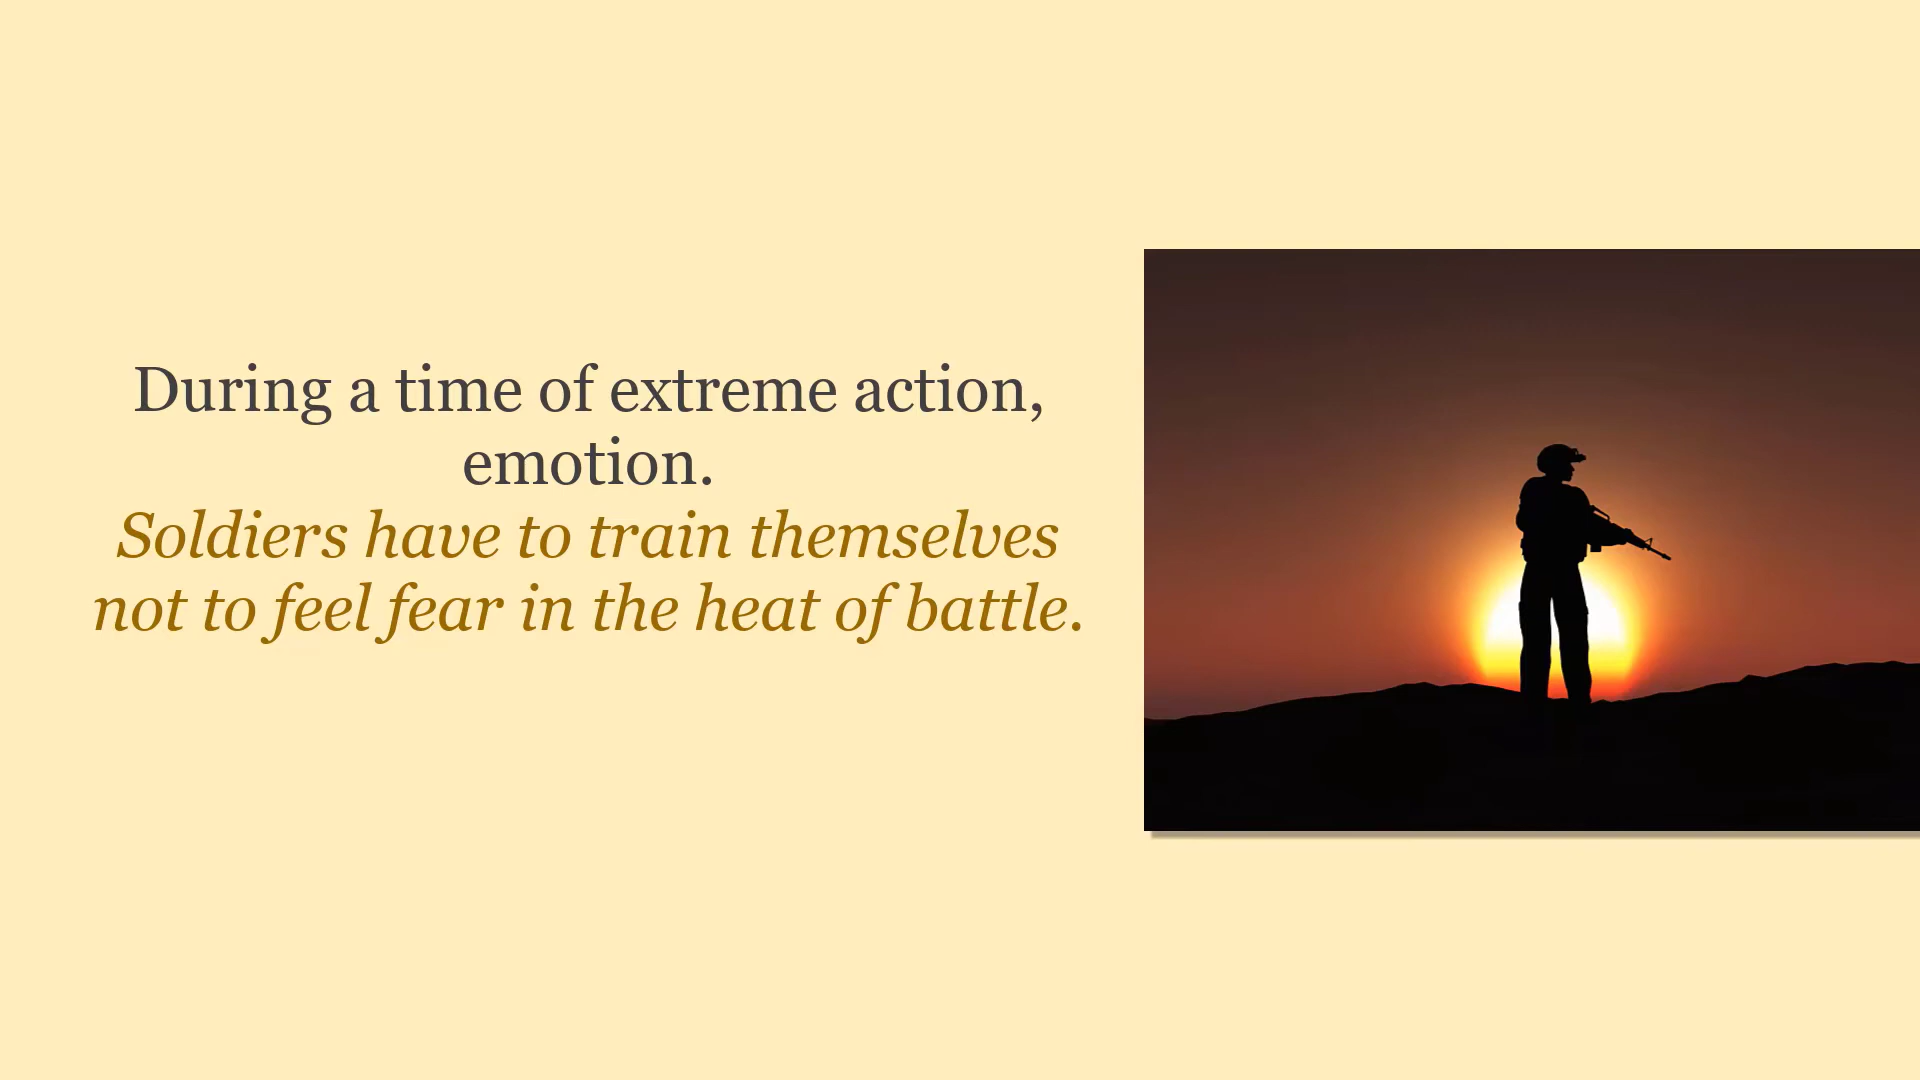 During a time of extreme action,
emotion.
Soldiers have to train themselves
not to feel fear in the heat of battle.